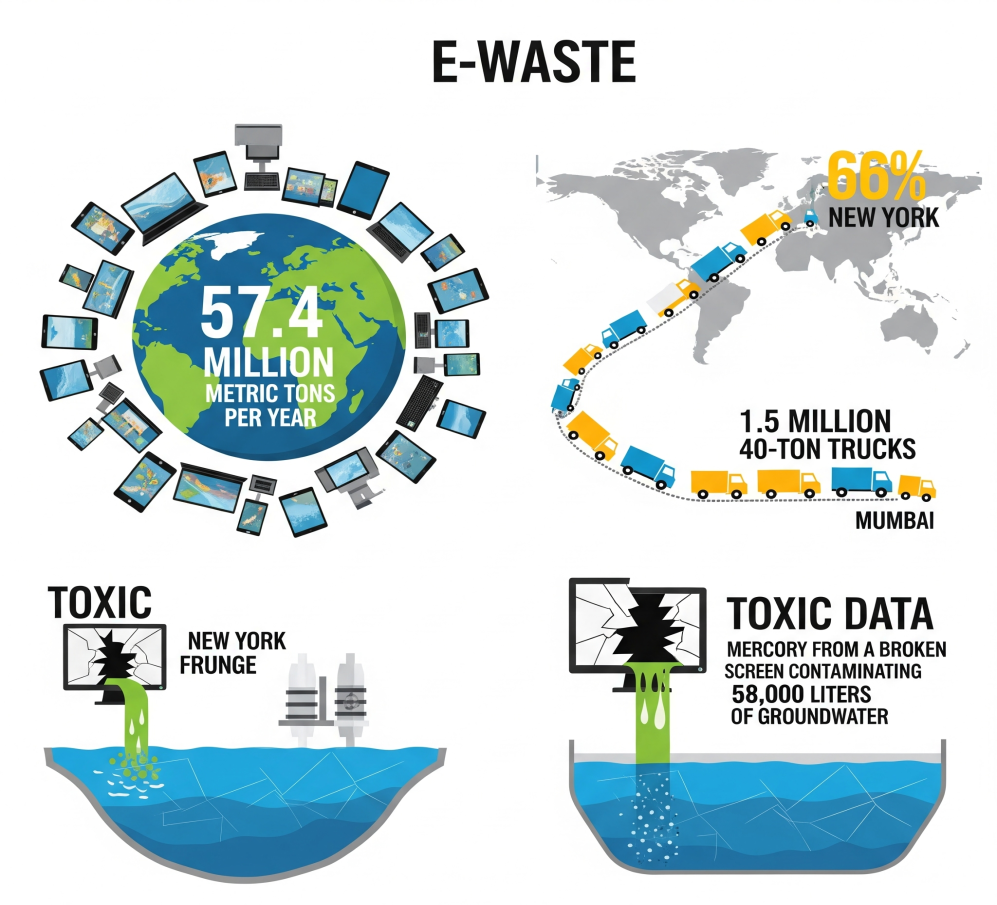 E-WASTE
57.4
MILLION
METRIC TONS
PER YEAR
66%
NEW YORK
1.5 MILLION
40-TON TRUCKS
MUMBAI
TOXIC
NEW YORK
FRUNGE
TOXIC DATA
MERCORY FROM A BROKEN
SCREEN CONTAMINATING
58,000 LITERS
OF GROUNDWATER